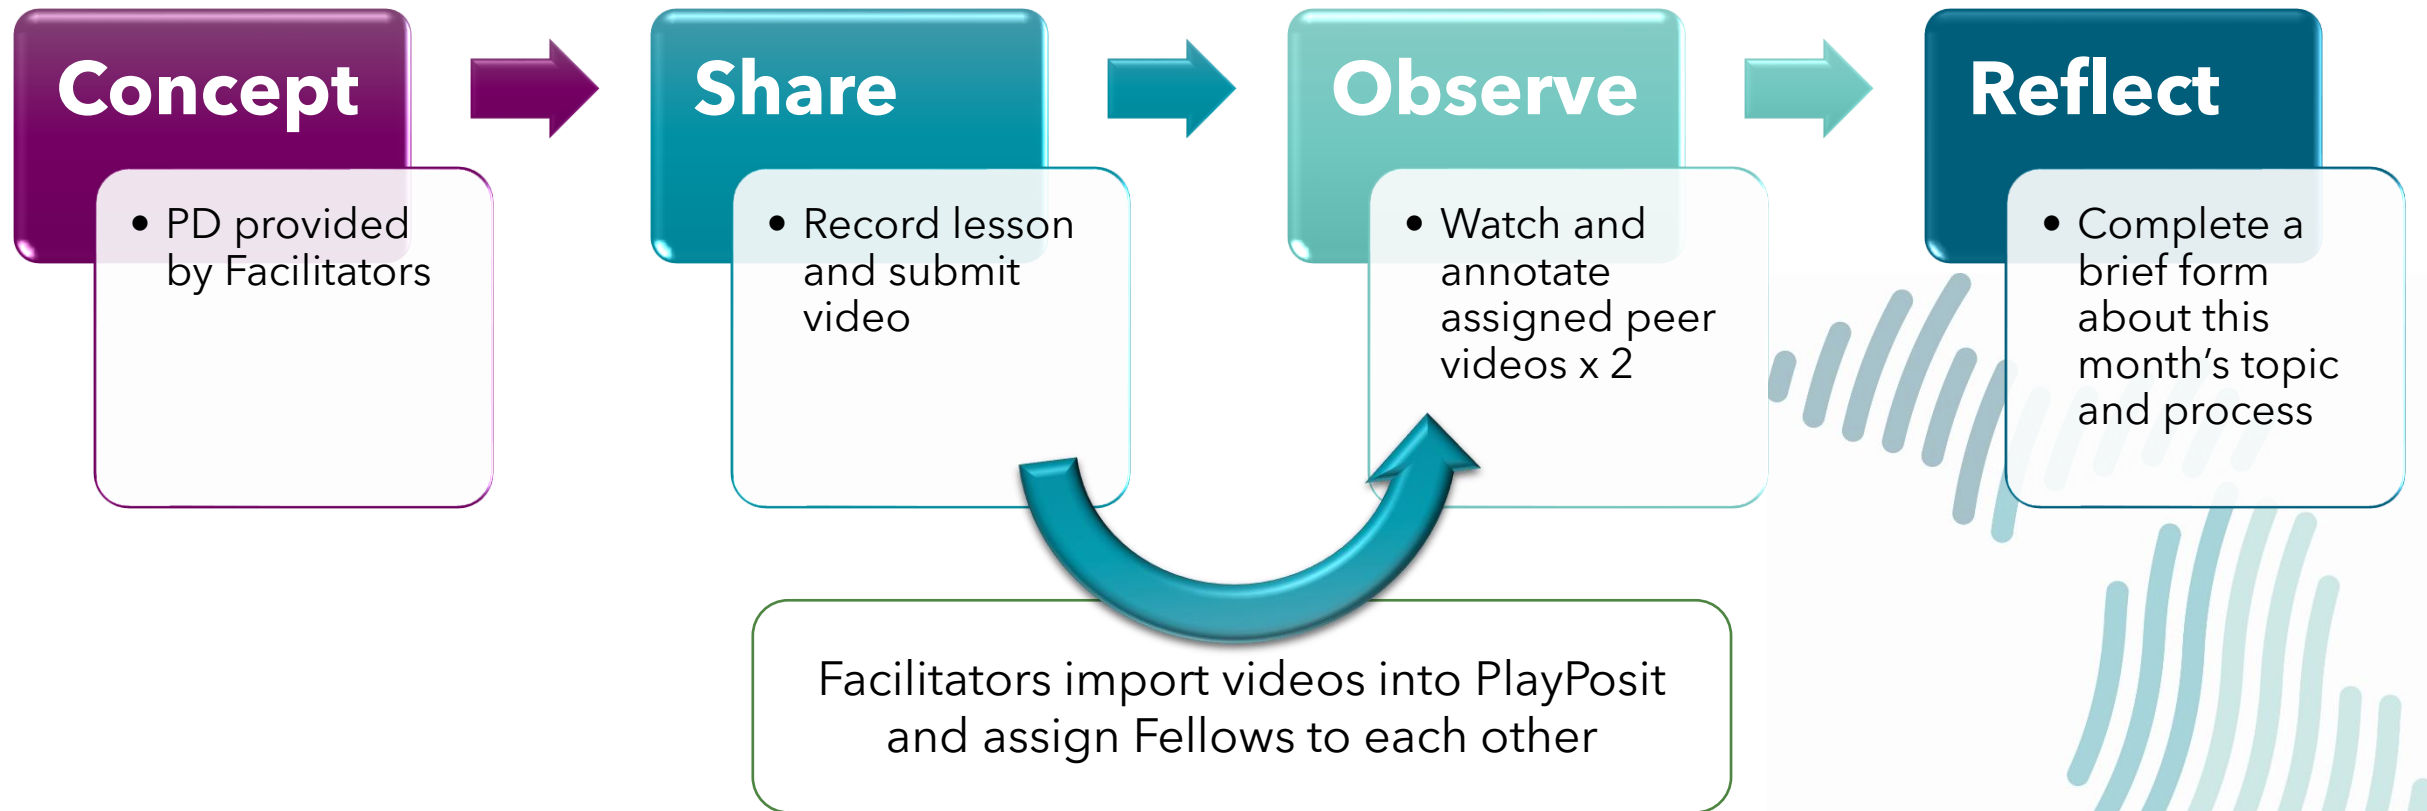 Concept
• PD provided
by Facilitators
Share
• Record lesson
and submit
video
Observe
• Watch and
annotate
assigned peer
videos x 2
Reflect
• Complete a
brief form
about this
month’s topic
and process
Facilitators import videos into PlayPosit
and assign Fellows to each other